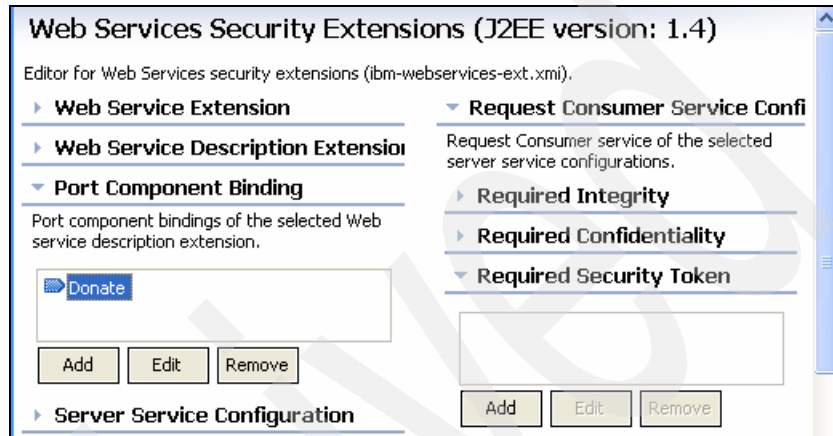 Web Services Security Extensions (J2EE version: 1.4)
Editor for Web Services security extensions (ibm-webservices-ext.xmi).
Web Service Extension
Web Service Description Extension
Port Component Binding
Port component bindings of the selected Web
service description extension.
Donate
Add Edit Remove
Server Service Configuration
Request Consumer Service Confi
Request Consumer service of the selected
server service configurations.
Required Integrity
Required Confidentiality
Required Security Token
Add Edit Remove